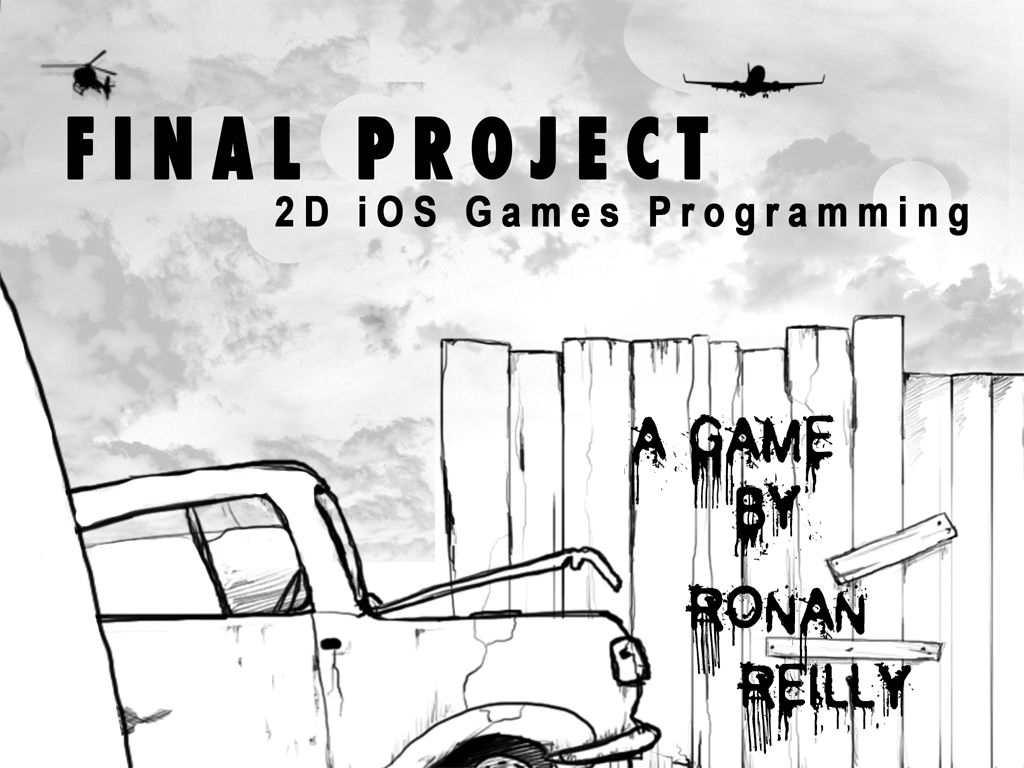 FINAL PROJECT
2D iOS Games Programming
A GAME
BY
RONAN
REILLY